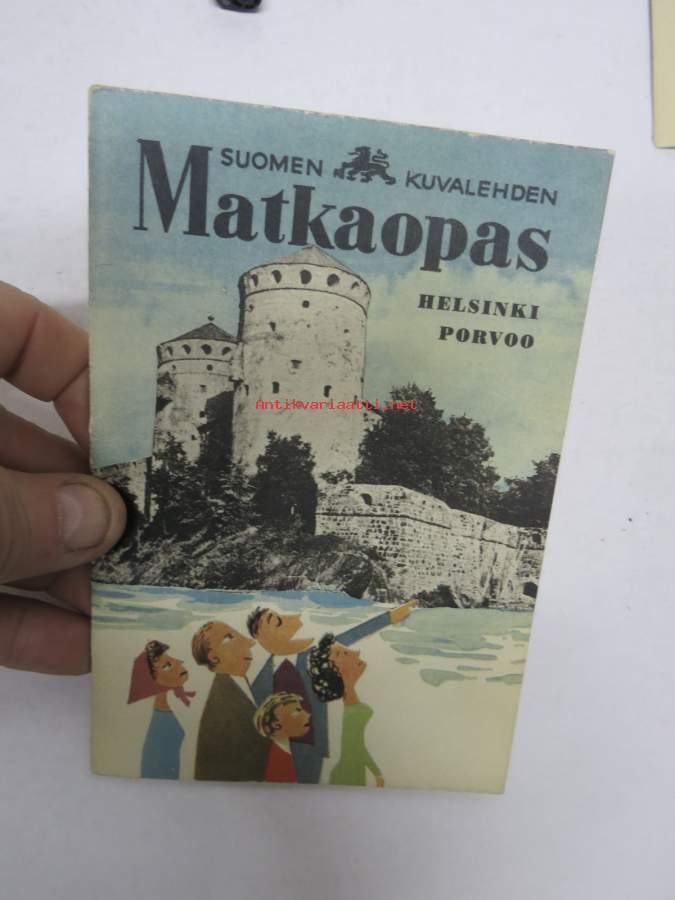 SUOMEN KUVALEHDEN
Matkaopas
HELSINKI
PORVOO
Antikvariaatti.net